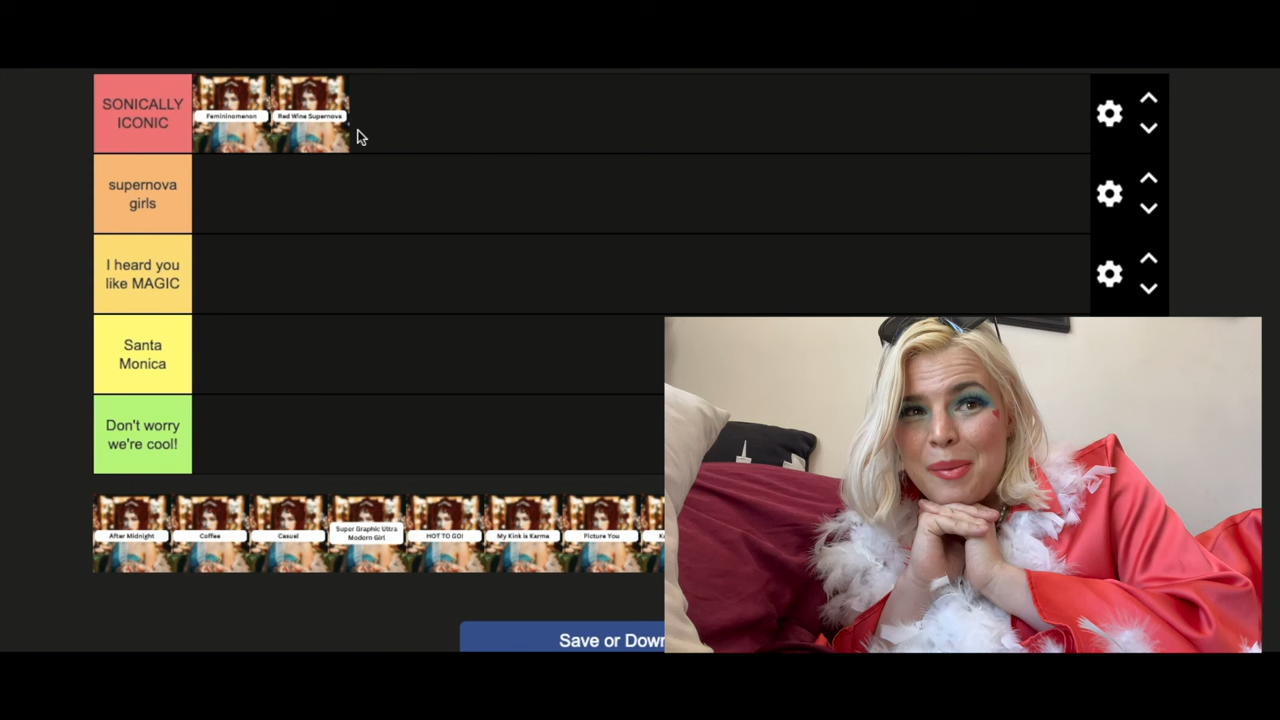 SONICALLY
ICONIC
Femininomenon
Red Wine Supernova
supernova
girls
I heard you
like MAGIC
Santa
Monica
Don't worry
we're cool!
After Midnight
Coffee
Casual
Super Graphic Ultra
Modern Girl
HOT TO GO!
My Kink is Karma
Picture You
Save or Down